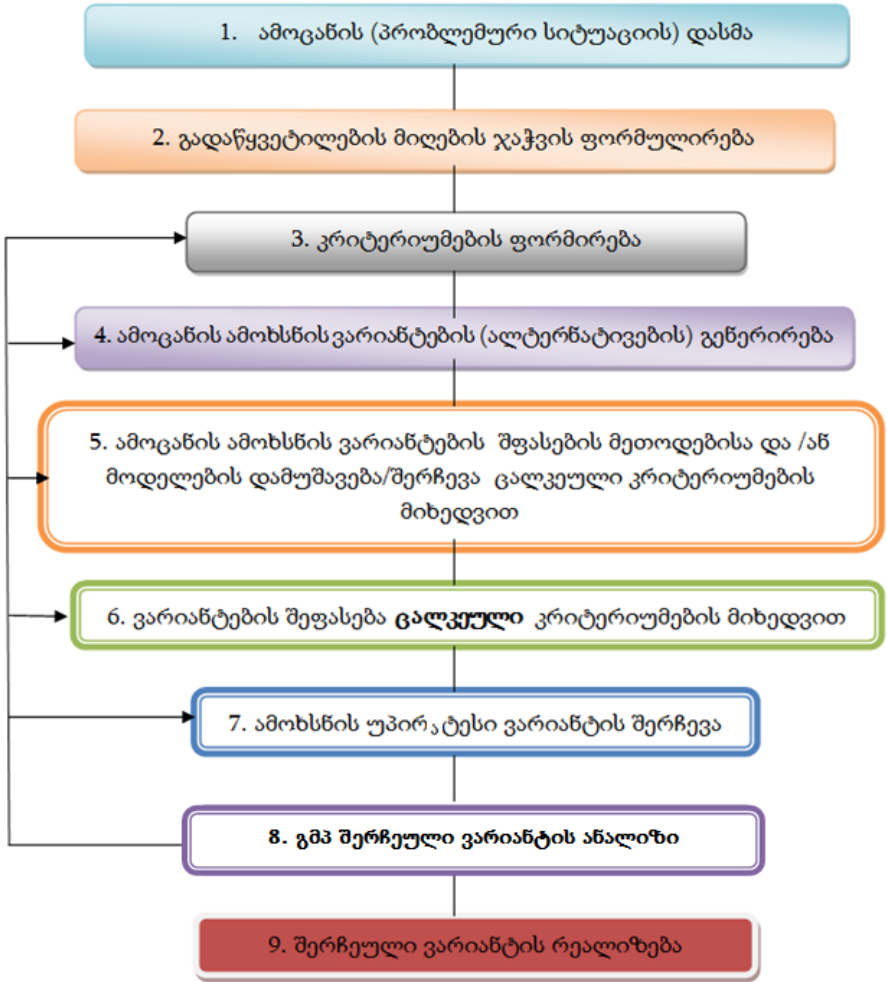 1. ამოცანის (პრობლემური სიტუაციის) დასმა
2. გადაწყვეტილების მიღების ჯაჭვის ფორმულირება
3. კრიტერიუმების ფორმირება
4. ამოცანის ამოხსნის ვარიანტების (ალტერნატივების) გენერირება
5. ამოცანის ამოხსნის ვარიანტების შფასების მეთოდებისა და /ან
მოდელების დამუშავება/შერჩევა ცალკეული კრიტერიუმების
მიხედვით
6. ვარიანტების შეფასება ცალკეული კრიტერიუმების მიხედვით
7. ამოხსნის უპირატესი ვარიანტის შერჩევა
8. გმპ შერჩეული ვარიანტის ანალიზი
9. შერჩეული ვარიანტის რეალიზება